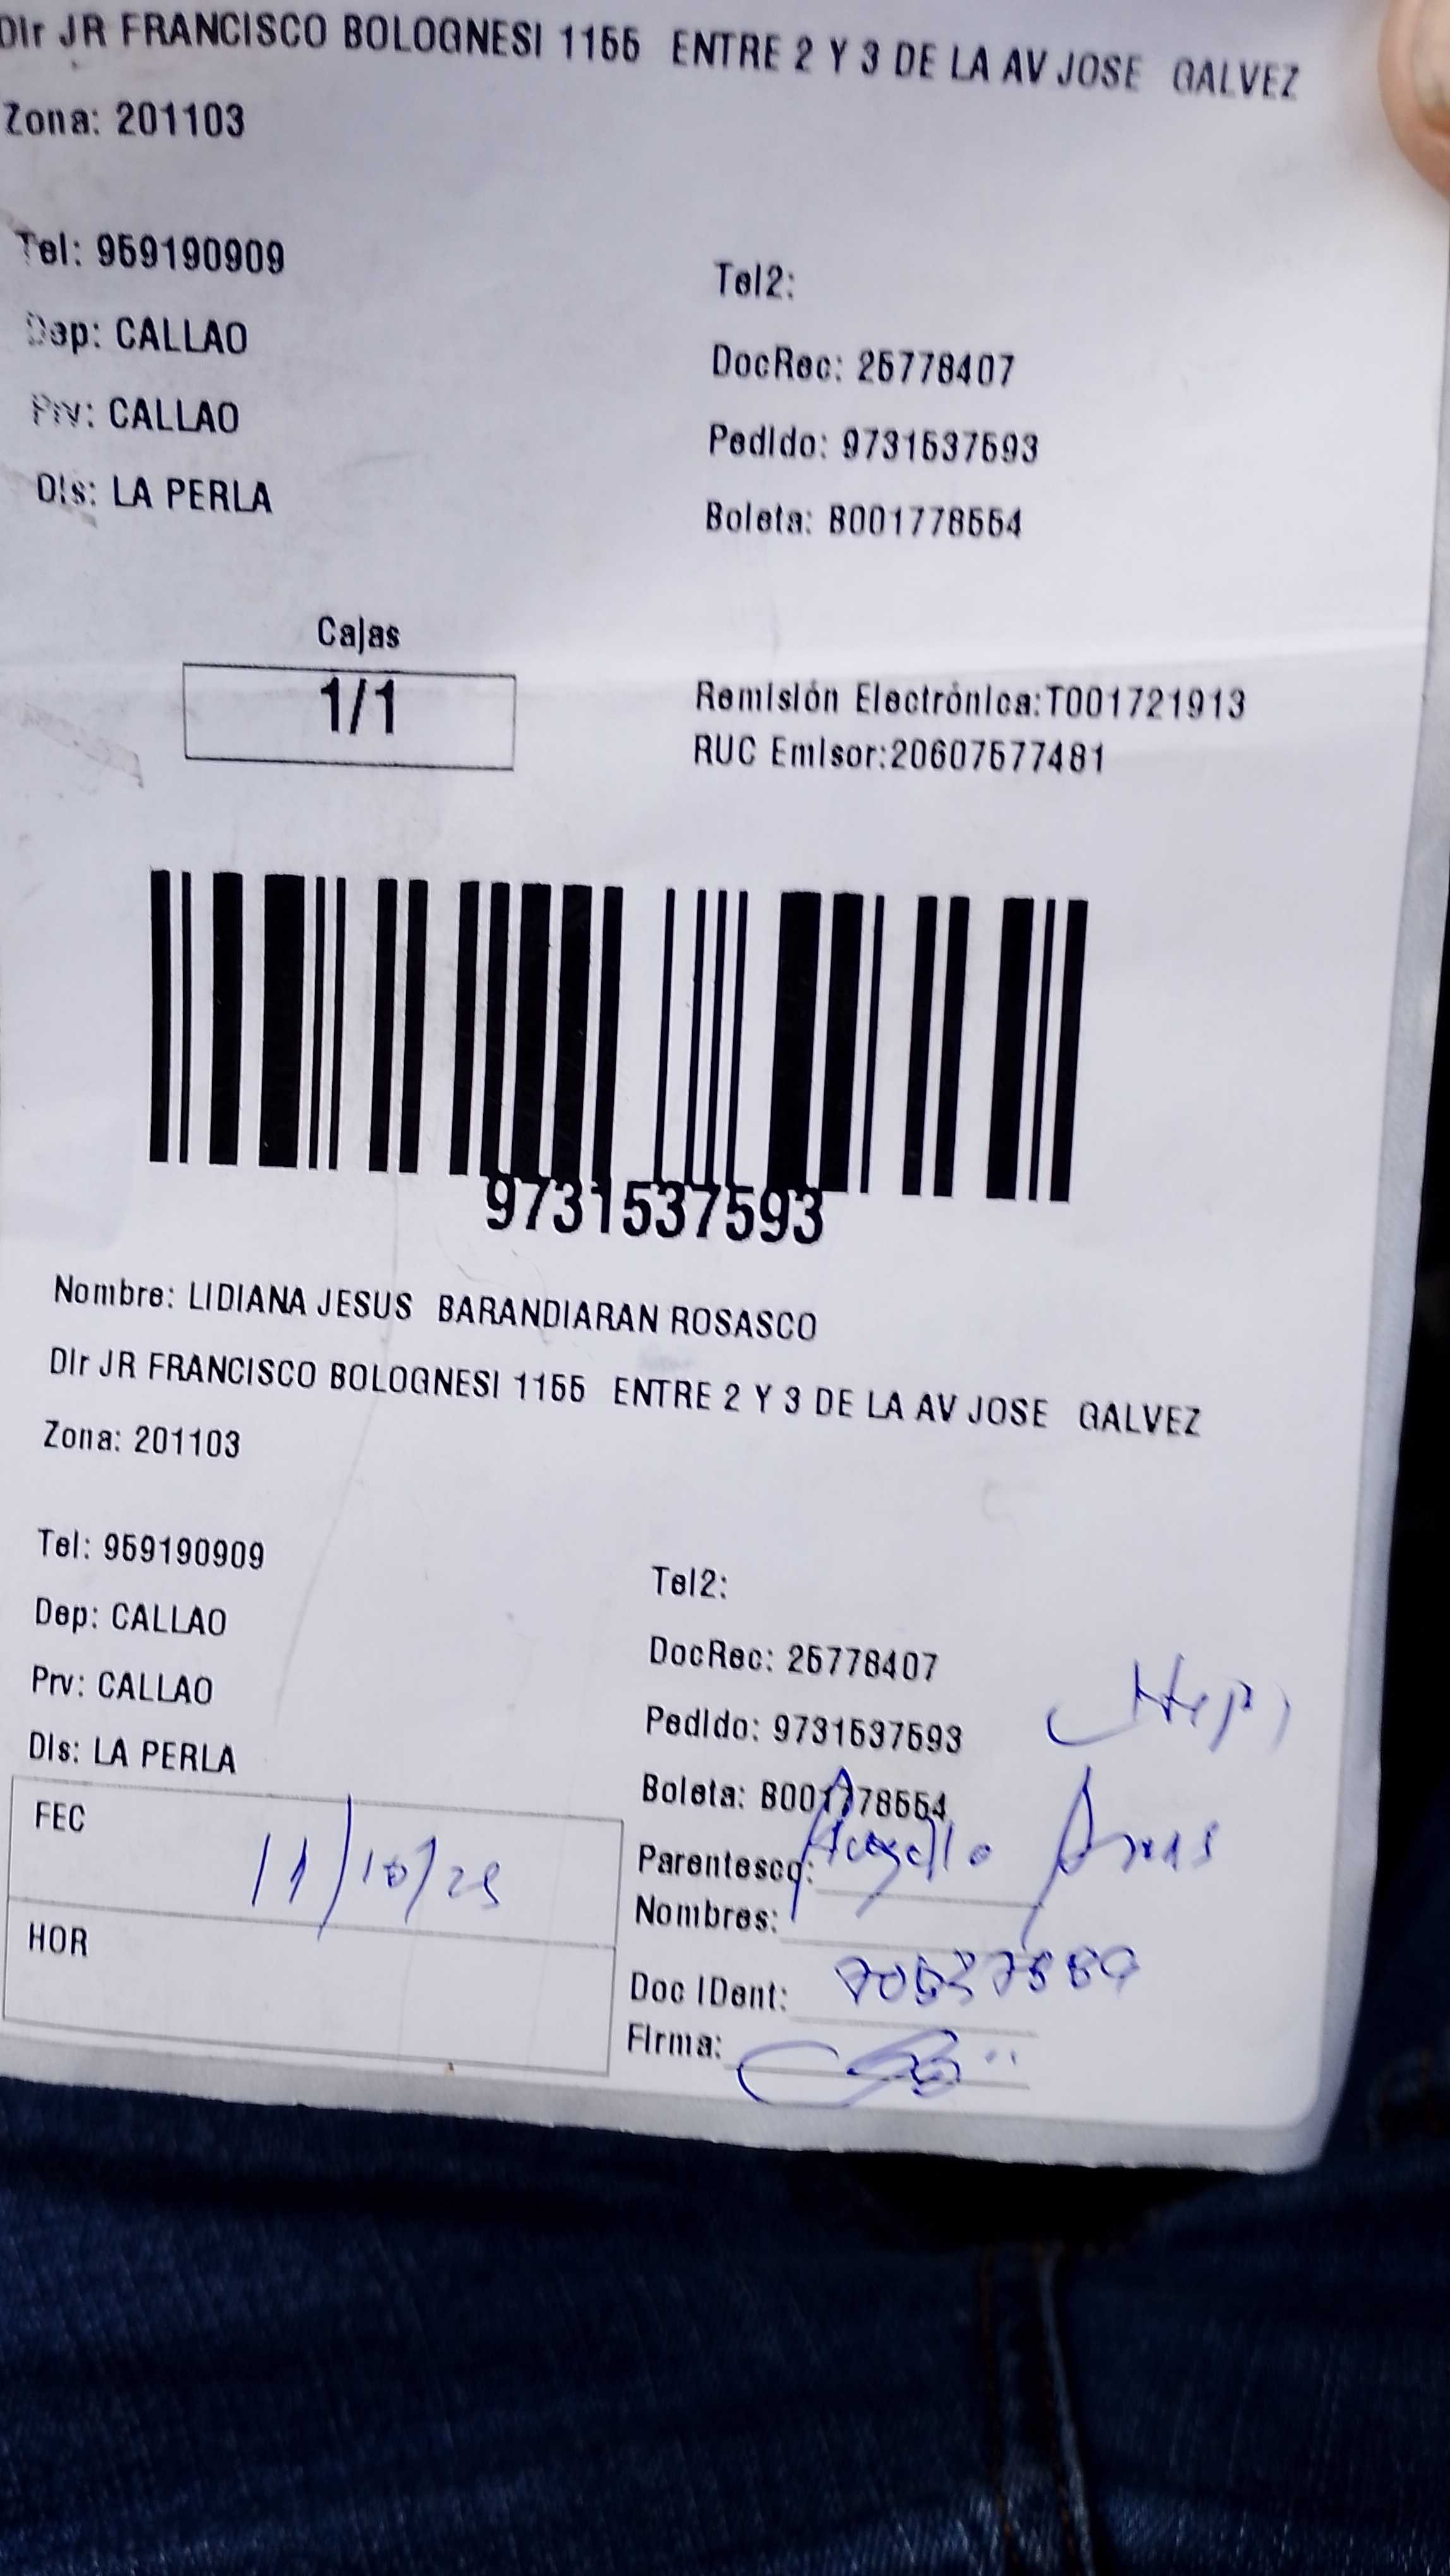 Dir JR FRANCISCO BOLOGNESI 1155 ENTRE 2 Y 3 DE LA AV JOSE GALVEZ
Zona: 201103
Tel: 959190909
Tel2:
Dep: CALLAO
DocRec: 25778407
Prv: CALLAO
Pedido: 9731537593
Dis: LA PERLA
Boleta: B001778554
Cajas
1/1
Remisión Electrónica:T001721913
RUC Emisor:20607577481
9731537593
Nombre: LIDIANA JESUS BARANDIARAN ROSASCO
Dir JR FRANCISCO BOLOGNESI 1155 ENTRE 2 Y 3 DE LA AV JOSE GALVEZ
Zona: 201103
Tel: 959190909
Tel2:
Dep: CALLAO
DocRec: 25778407
Prv: CALLAO
Pedido: 9731537593
Dis: LA PERLA
Boleta: B001778554
FEC 11/10/25
HOR
Parentesco:
Nombres:
Doc IDent:
Firma: